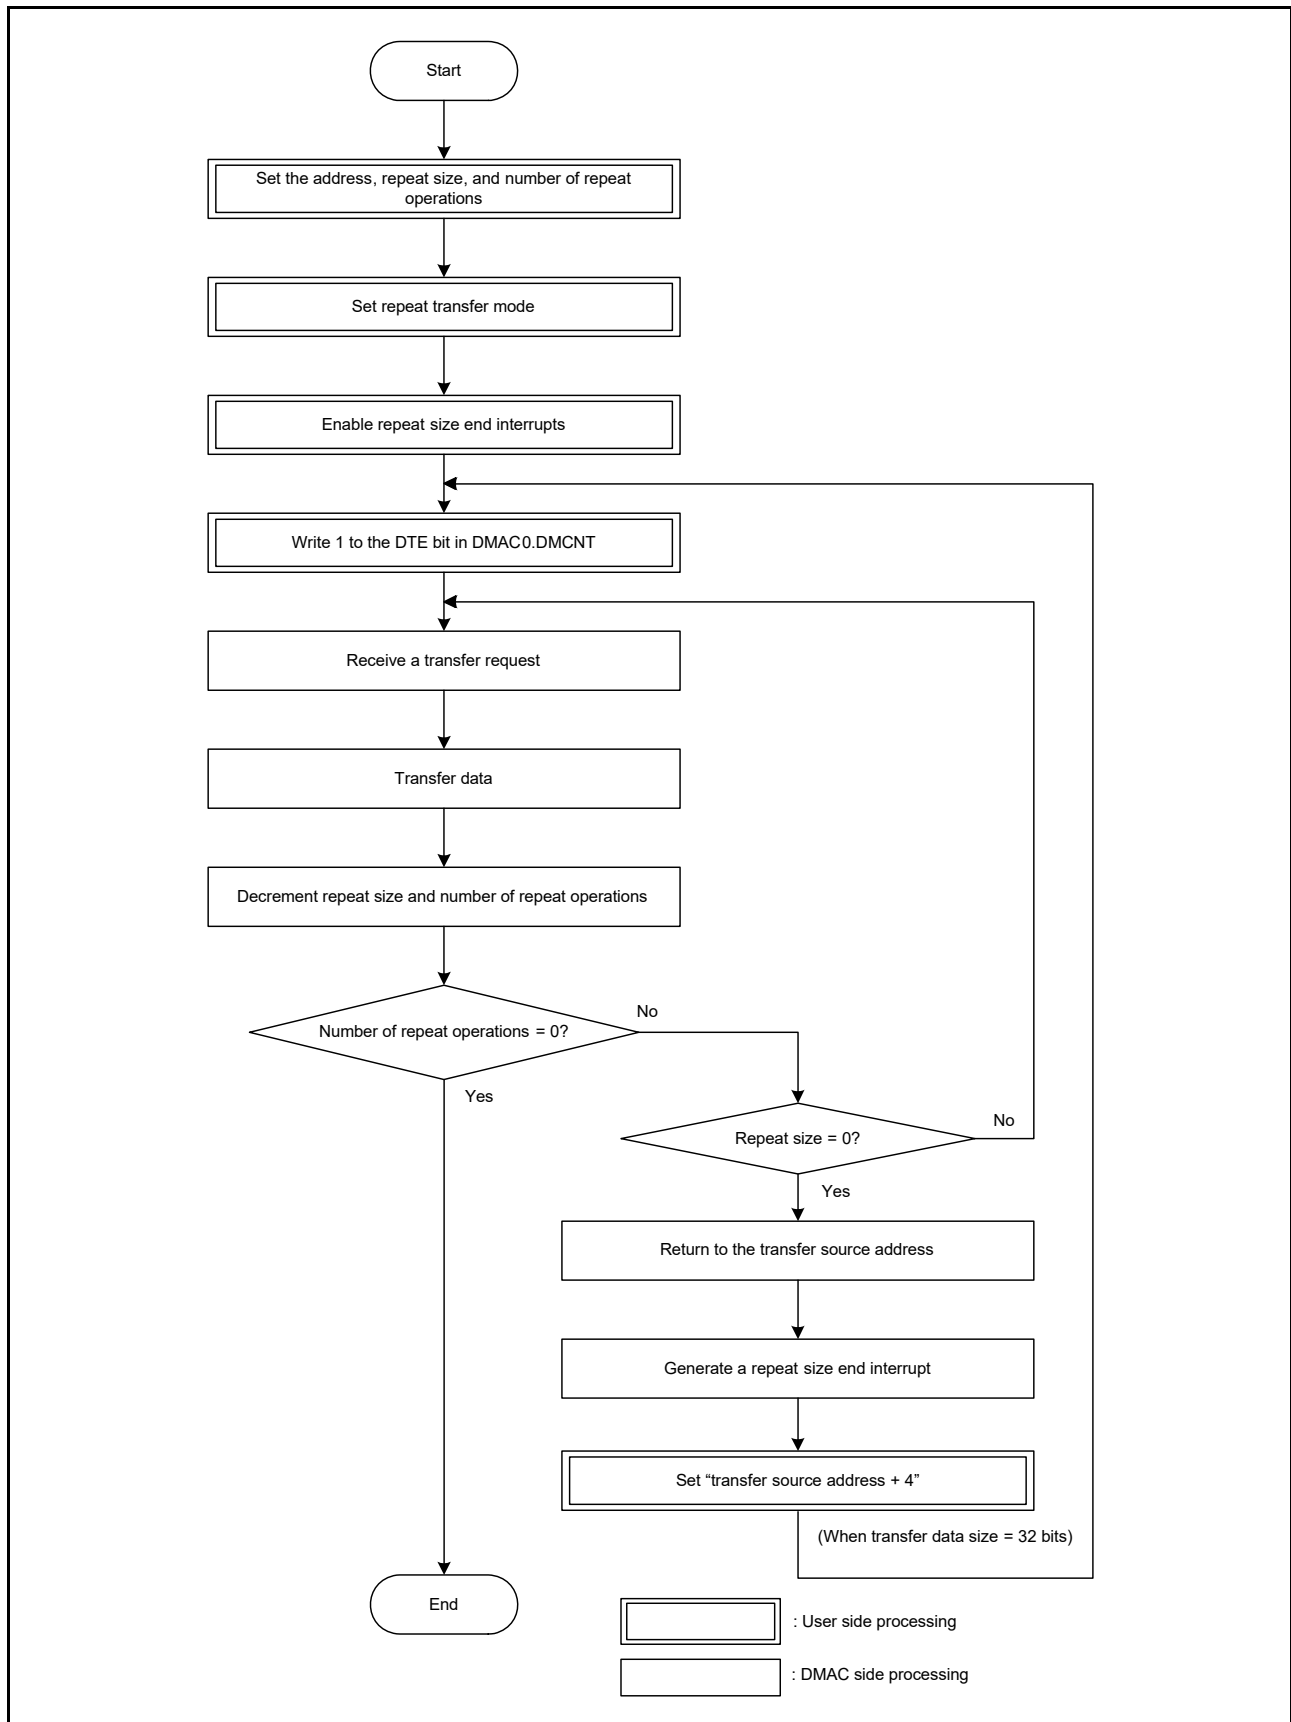 Start
Set the address, repeat size, and number of repeat
operations
Set repeat transfer mode
Enable repeat size end interrupts
Write 1 to the DTE bit in DMAC0.DMCNT
Receive a transfer request
Transfer data
Decrement repeat size and number of repeat operations
Number of repeat operations = 0?
No
Yes
Repeat size = 0?
No
Yes
Return to the transfer source address
Generate a repeat size end interrupt
Set “transfer source address + 4”
(When transfer data size = 32 bits)
End
: User side processing
: DMAC side processing